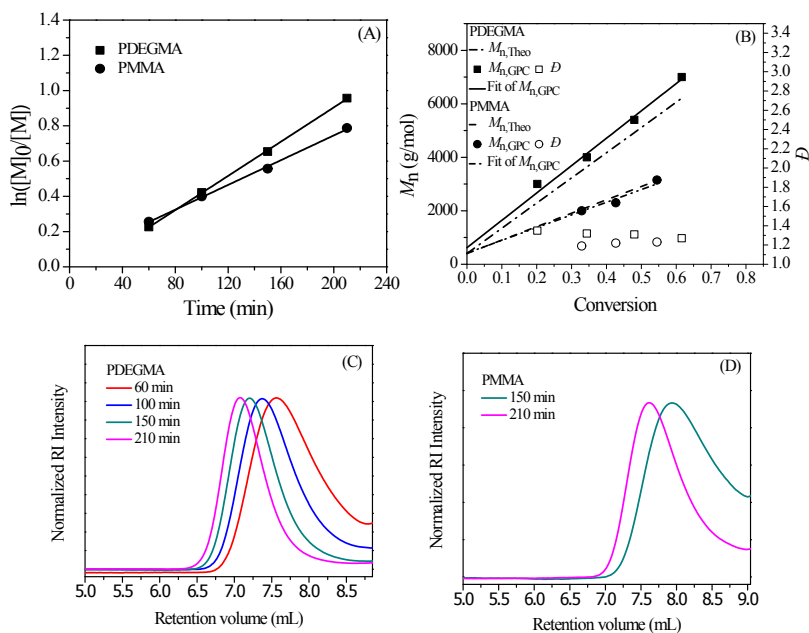 (A)
PDEGMA
PMMA
1.4
1.2
1.0
0.8
0.6
0.4
0.2
0.0
ln([M]0/[M])
0 40 80 120 160 200 240
Time (min)
(B)
PDEGMA
Mn,Theo
Mn,GPC Đ
Fit of Mn,GPC
PMMA
Mn,Theo
Mn,GPC Đ
Fit of Mn,GPC
8000
6000
4000
2000
0
Mn (g/mol)
3.4
3.2
3.0
2.8
2.6
2.4
2.2
2.0
1.8
1.6
1.4
1.2
1.0
Đ
0.0 0.1 0.2 0.3 0.4 0.5 0.6 0.7 0.8
Conversion
(C)
PDEGMA
60 min
100 min
150 min
210 min
Normalized RI Intensity
5.0 5.5 6.0 6.5 7.0 7.5 8.0 8.5
Retention volume (mL)
(D)
PMMA
150 min
210 min
Normalized RI Intensity
5.0 5.5 6.0 6.5 7.0 7.5 8.0 8.5 9.0
Retention volume (mL)